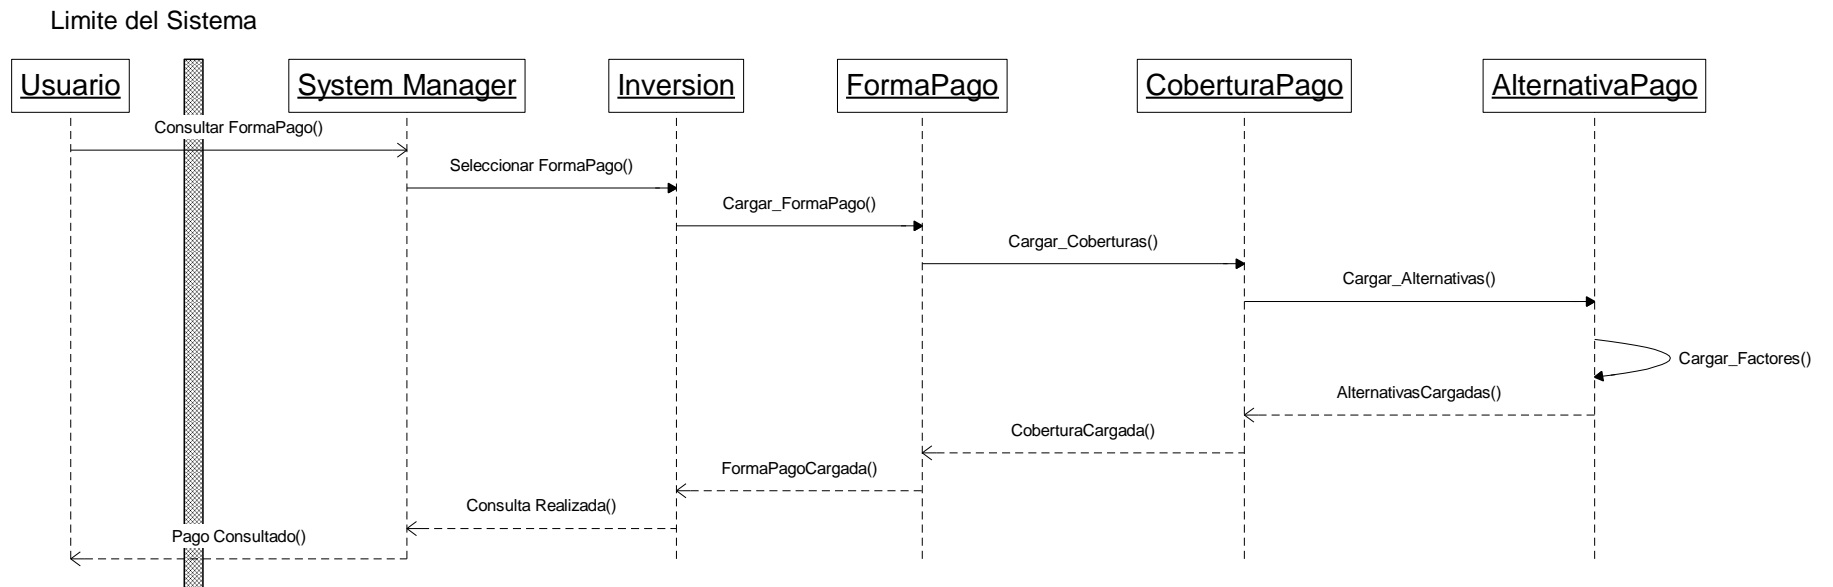 Limite del Sistema
Usuario
System Manager
Inversion
FormaPago
CoberturaPago
AlternativaPago
Consultar FormaPago()
Seleccionar FormaPago()
Cargar_FormaPago()
Cargar_Coberturas()
Cargar_Alternativas()
Cargar_Factores()
AlternativasCargadas()
CoberturaCargada()
FormaPagoCargada()
Consulta Realizada()
Pago Consultado()